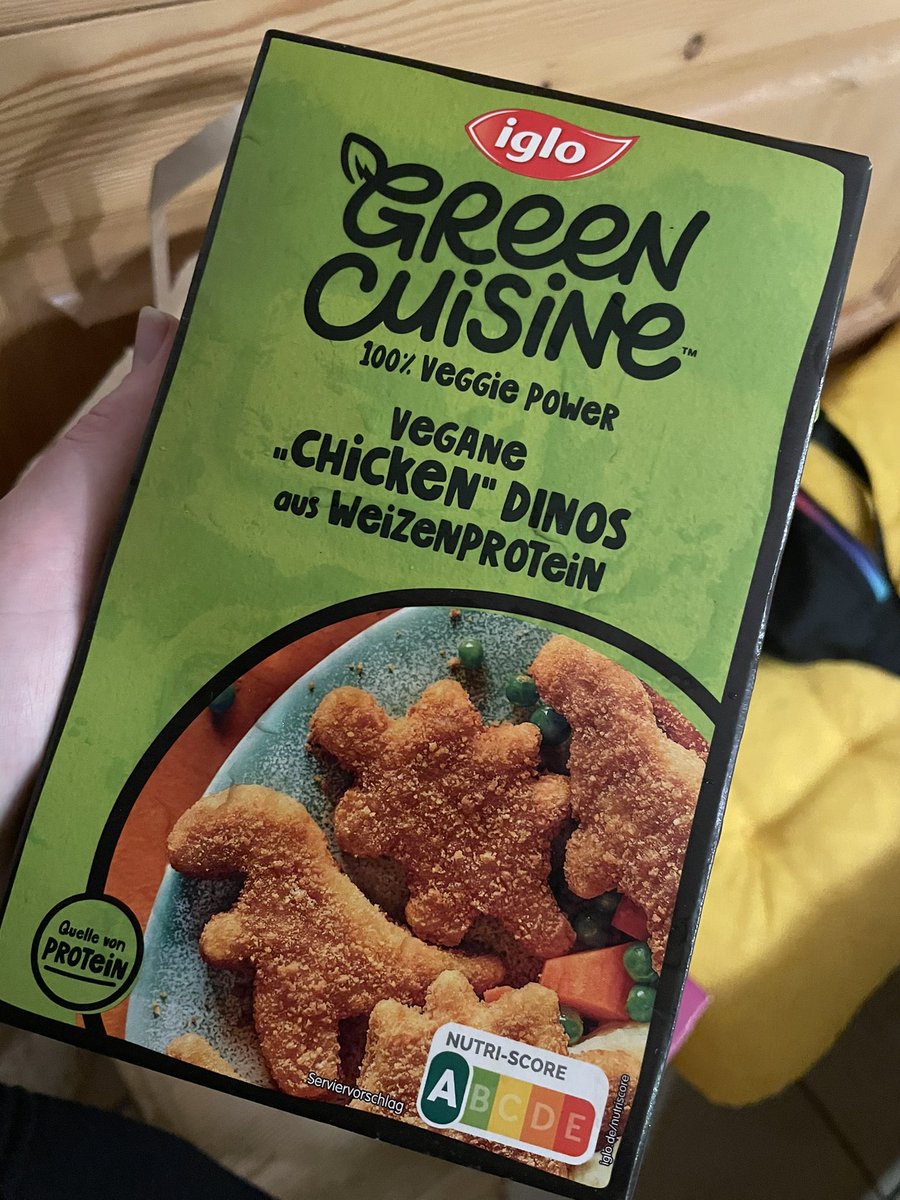 iglo
GREEN
CUISINE™
100% VEGGIE POWER
VEGANE
„CHICKEN" DINOS
aus WEIZENPROTEIN
Quelle von
PROTEIN
Serviervorschlag
NUTRI-SCORE
A B C D E
iglo.de/nutriscore